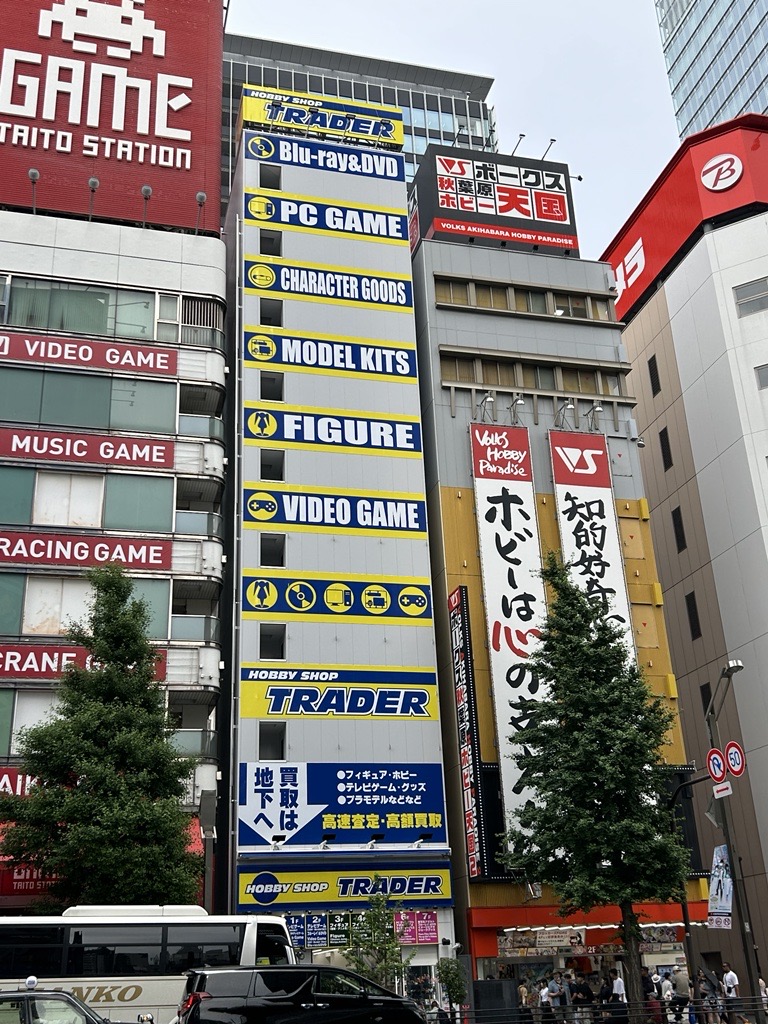 GAME
TAITO STATION
VIDEO GAME
MUSIC GAME
RACING GAME
CRANE
HOBBY SHOP
TRADER
Blu-ray&DVD
PC GAME
CHARACTER GOODS
MODEL KITS
FIGURE
VIDEO GAME
HOBBY SHOP
TRADER
買取は
地下へ
●フィギュア・ホビー
●テレビゲーム・グッズ
●プラモデルなどなど
高速査定・高額買取
HOBBY SHOP TRADER
VS ボークス
秋葉原
ホビー天国
VOLKS AKIHABARA HOBBY PARADISE
Volks
Hobby
Paradise
ホビーは心の
VS
知的好奇
B
50
2F